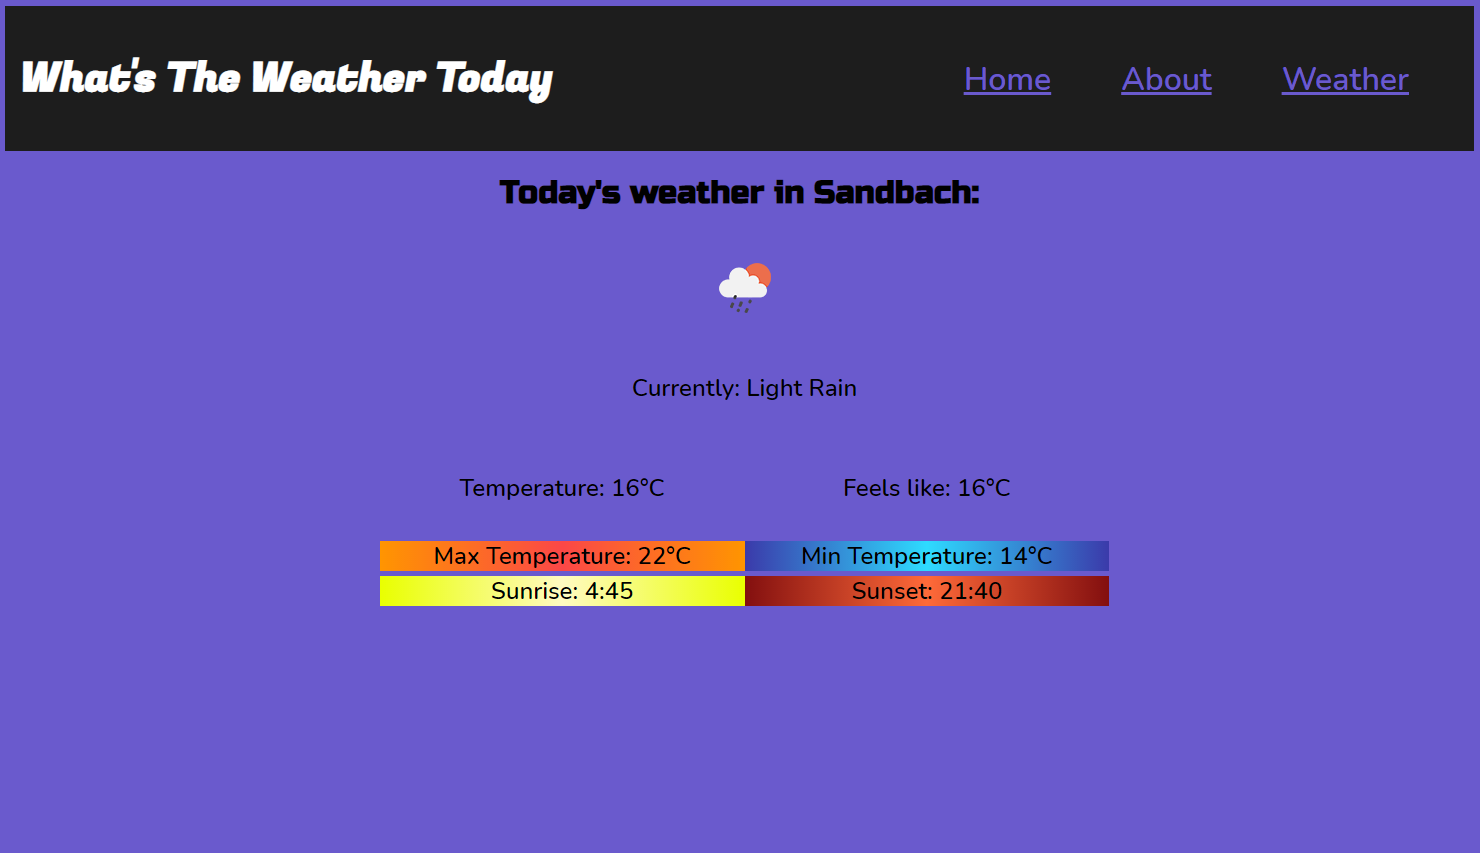 What's The Weather Today
Home About Weather
Today's weather in Sandbach:
Currently: Light Rain
Temperature: 16°C Feels like: 16°C
Max Temperature: 22°C Min Temperature: 14°C
Sunrise: 4:45 Sunset: 21:40